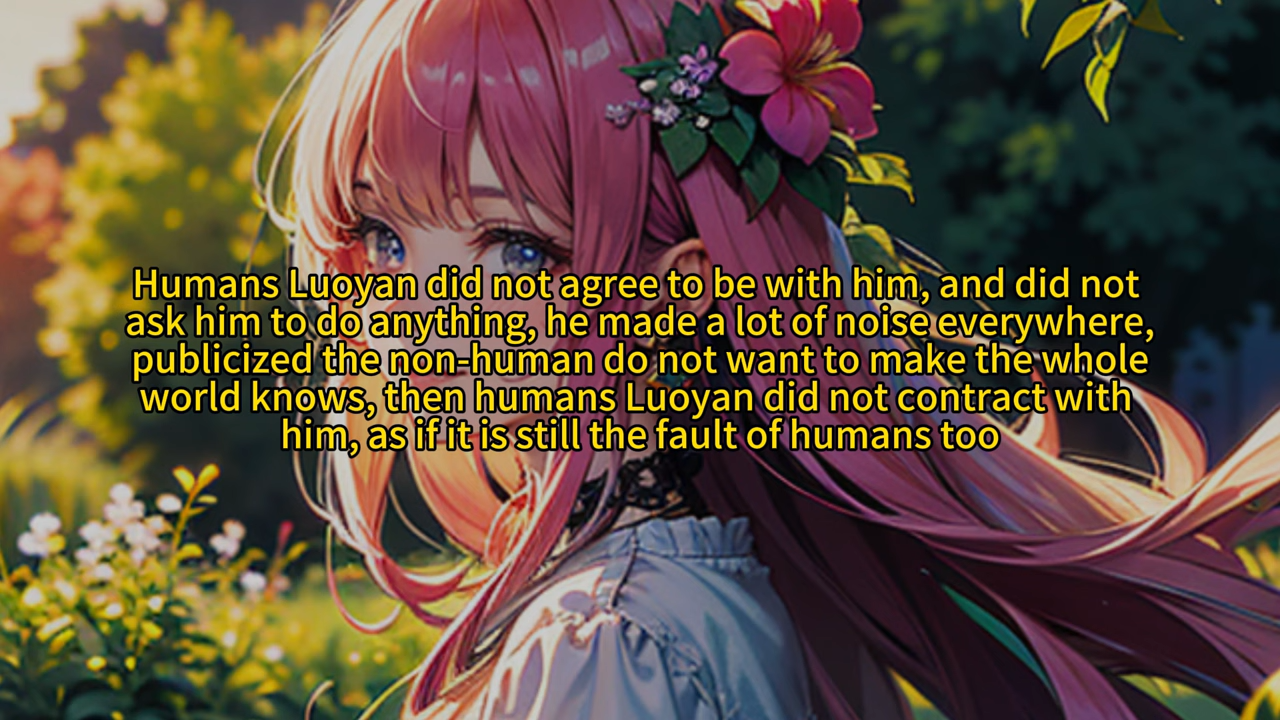 Humans Luoyan did not agree to be with him, and did not
ask him to do anything, he made a lot of noise everywhere,
publicized the non-human do not want to make the whole
world knows, then humans Luoyan did not contract with
him, as if it is still the fault of humans too